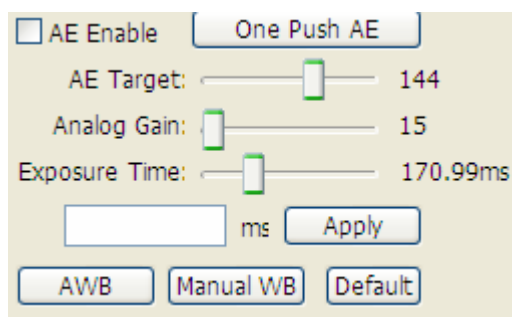 AE Enable One Push AE
AE Target: 144
Analog Gain: 15
Exposure Time: 170.99ms
ms Apply
AWB Manual WB Default